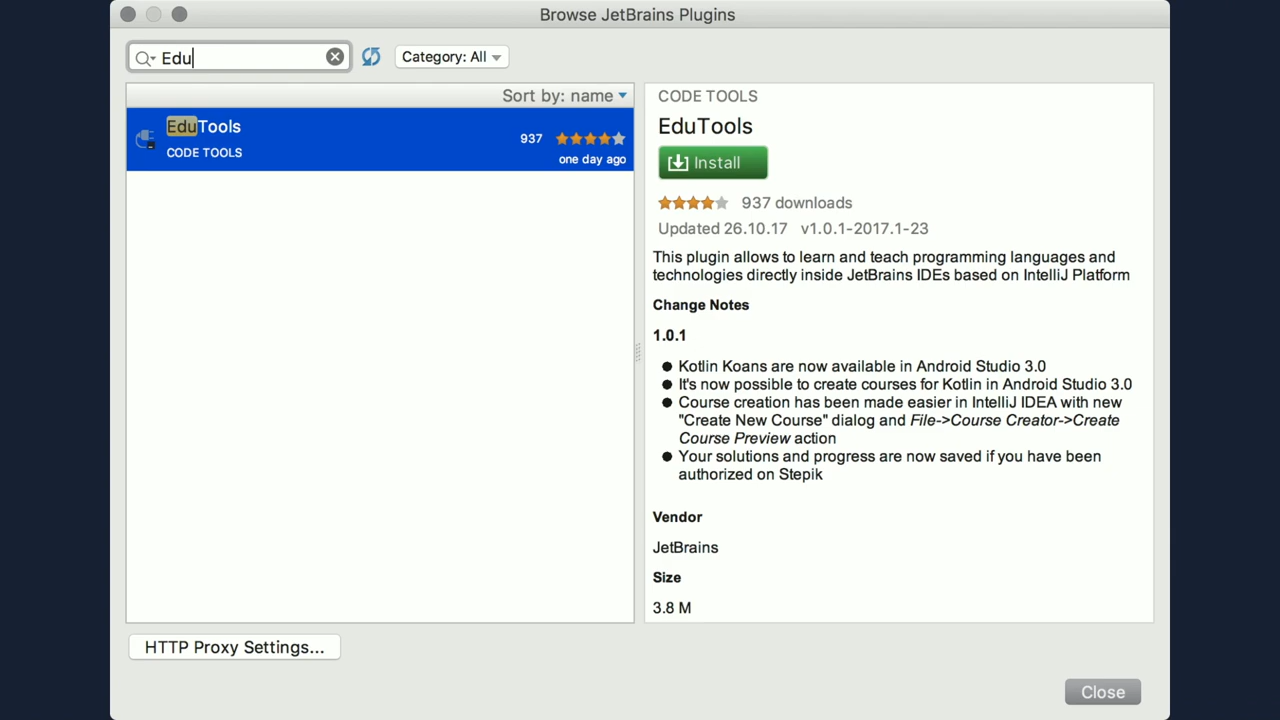 Browse JetBrains Plugins
Edu
Category: All
Sort by: name
EduTools
937
CODE TOOLS
one day ago
CODE TOOLS
EduTools
Install
937 downloads
Updated 26.10.17 v1.0.1-2017.1-23
This plugin allows to learn and teach programming languages and
technologies directly inside JetBrains IDEs based on IntelliJ Platform
Change Notes
1.0.1
Kotlin Koans are now available in Android Studio 3.0
It's now possible to create courses for Kotlin in Android Studio 3.0
Course creation has been made easier in IntelliJ IDEA with new
"Create New Course" dialog and File->Course Creator->Create
Course Preview action
Your solutions and progress are now saved if you have been
authorized on Stepik
Vendor
JetBrains
Size
3.8 M
HTTP Proxy Settings...
Close